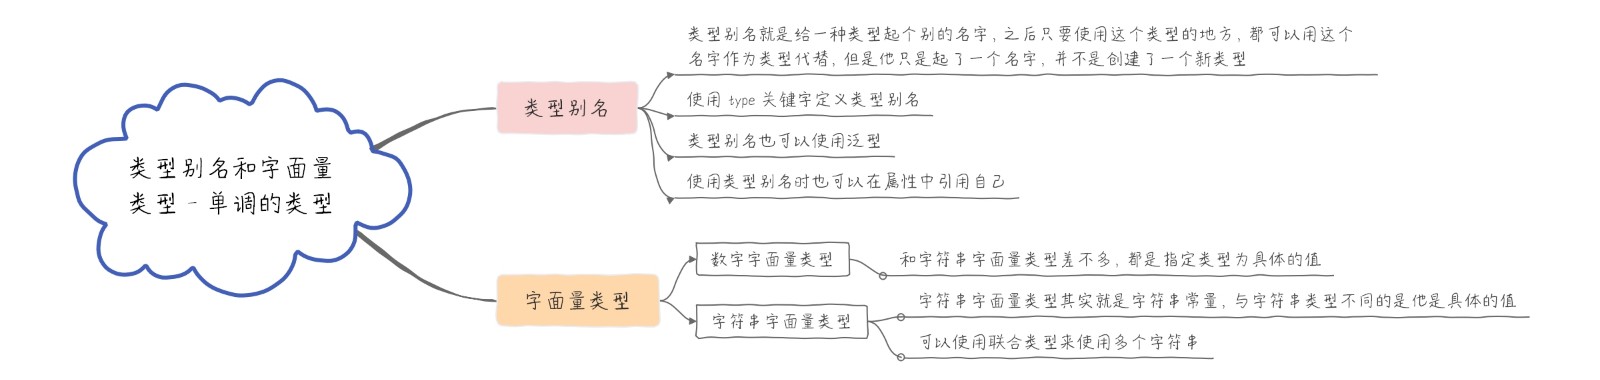 类型别名和字面量
类型 - 单调的类型
类型别名
类型别名就是给一种类型起个别的名字，之后只要使用这个类型的地方，都可以用这个
名字作为类型代替，但是他只是起了一个名字，并不是创建了一个新类型
使用 type 关键字定义类型别名
类型别名也可以使用泛型
使用类型别名时也可以在属性中引用自己
字面量类型
数字字面量类型
和字符串字面量类型差不多，都是指定类型为具体的值
字符串字面量类型
字符串字面量类型其实就是字符串常量，与字符串类型不同的是他是具体的值
可以使用联合类型来使用多个字符串